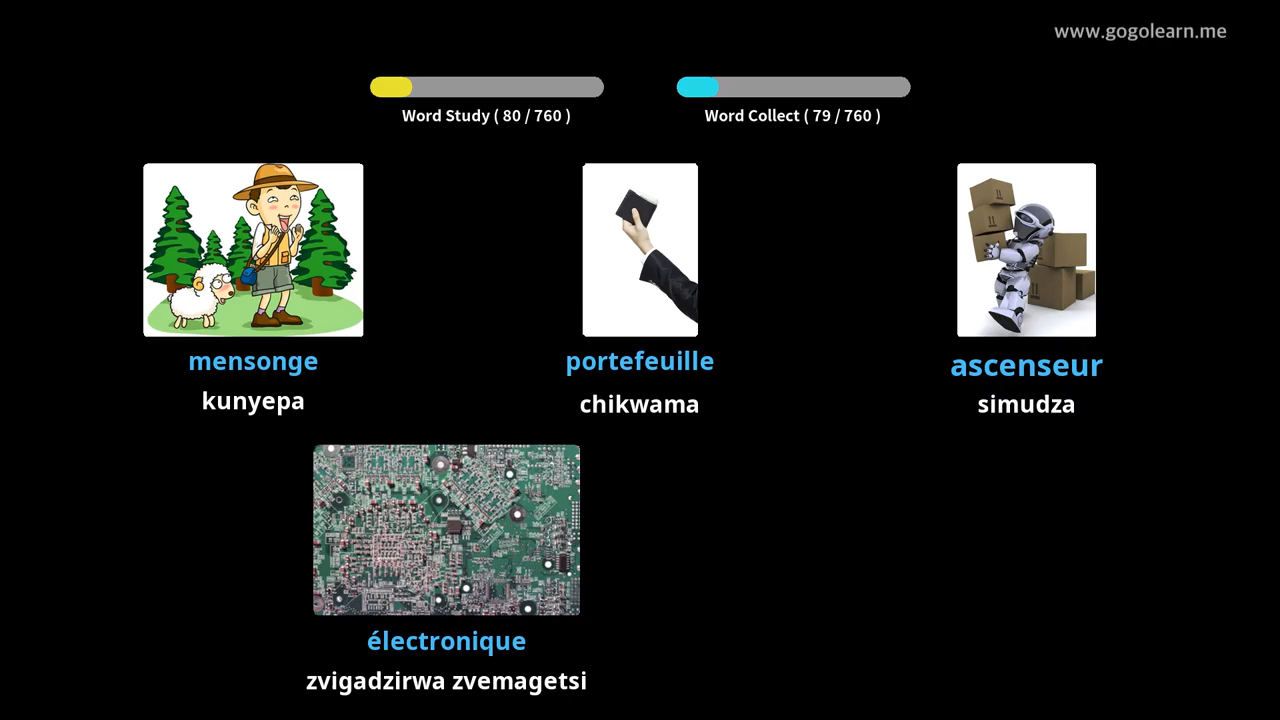 www.gogolearn.me
Word Study ( 80 / 760 )
Word Collect ( 79 / 760 )
mensonge
kunyepa
portefeuille
chikwama
ascenseur
simudza
électronique
zvigadzirwa zvemagetsi